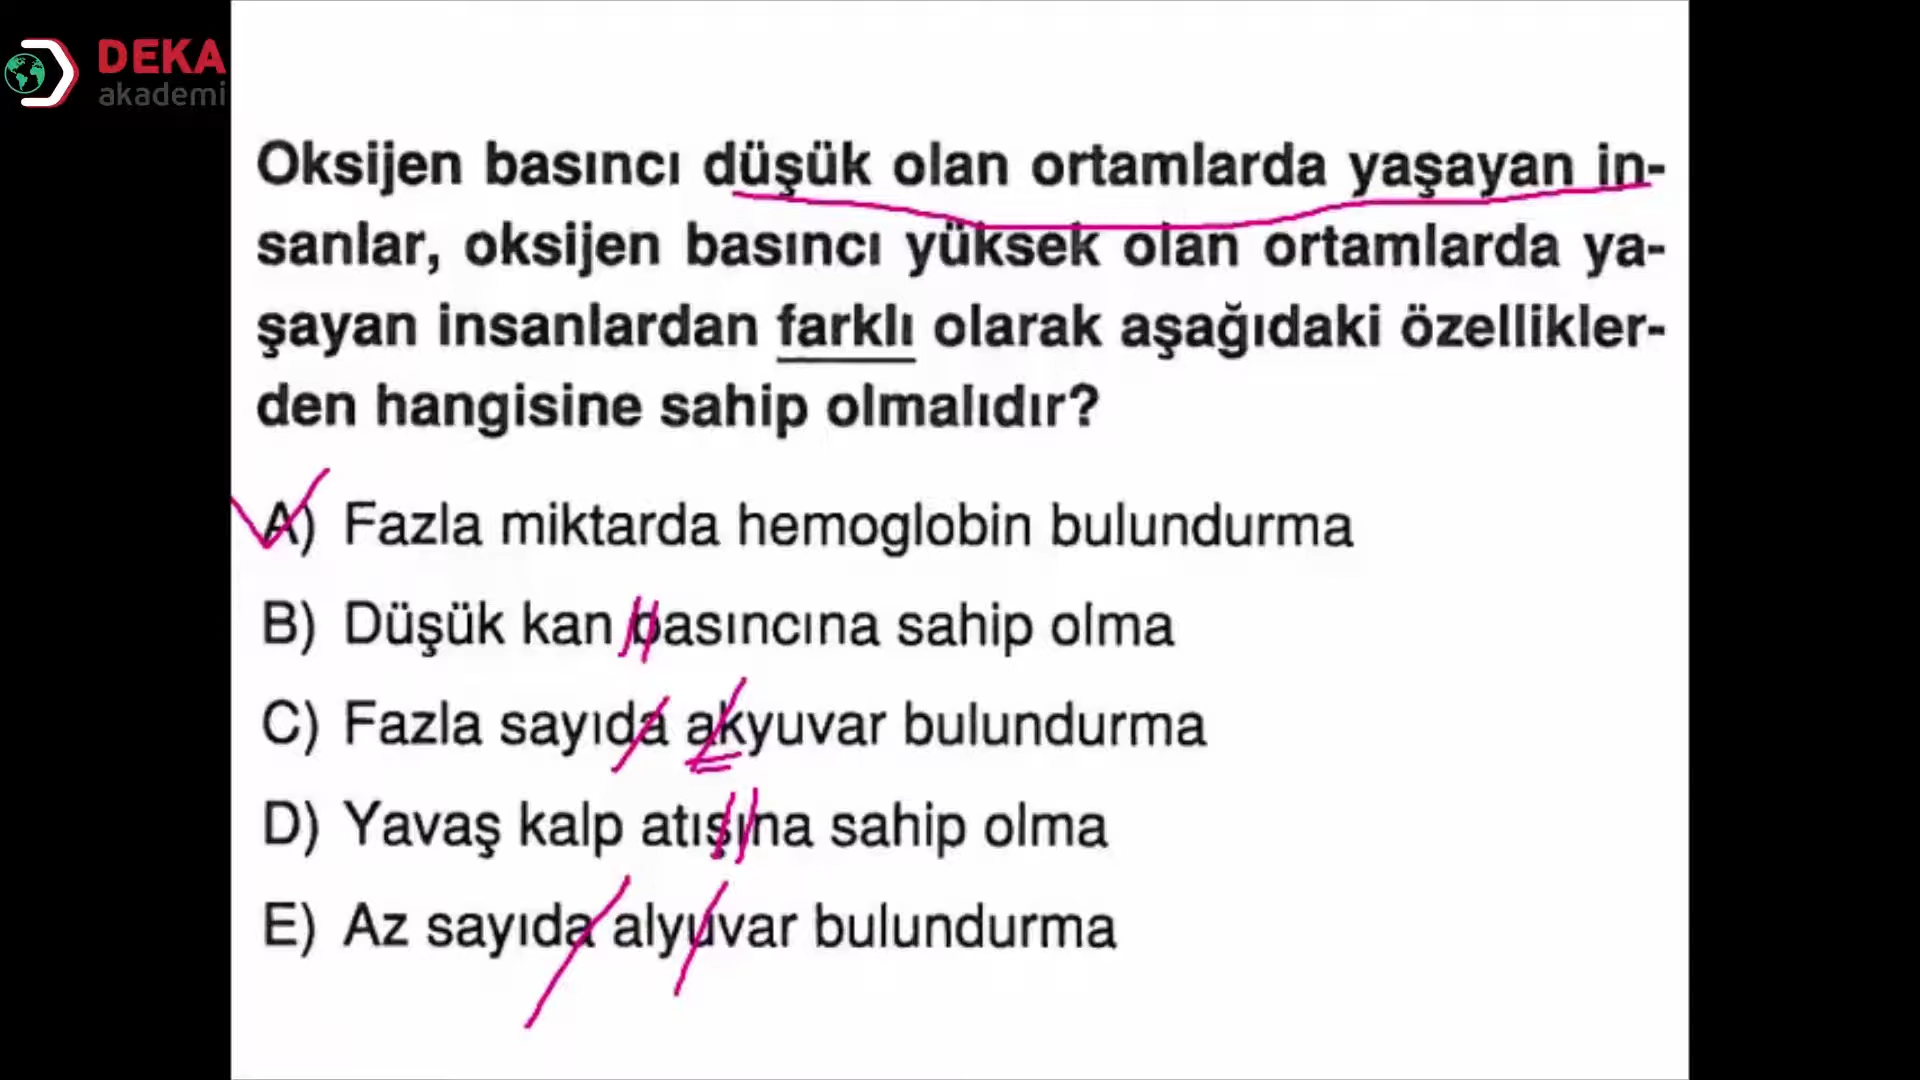 DEKA
akademi
Oksijen basıncı düşük olan ortamlarda yaşayan in-
sanlar, oksijen basıncı yüksek olan ortamlarda ya-
şayan insanlardan farklı olarak aşağıdaki özellikler-
den hangisine sahip olmalıdır?
A) Fazla miktarda hemoglobin bulundurma
B) Düşük kan basıncına sahip olma
C) Fazla sayıda akyuvar bulundurma
D) Yavaş kalp atışına sahip olma
E) Az sayıda alyuvar bulundurma